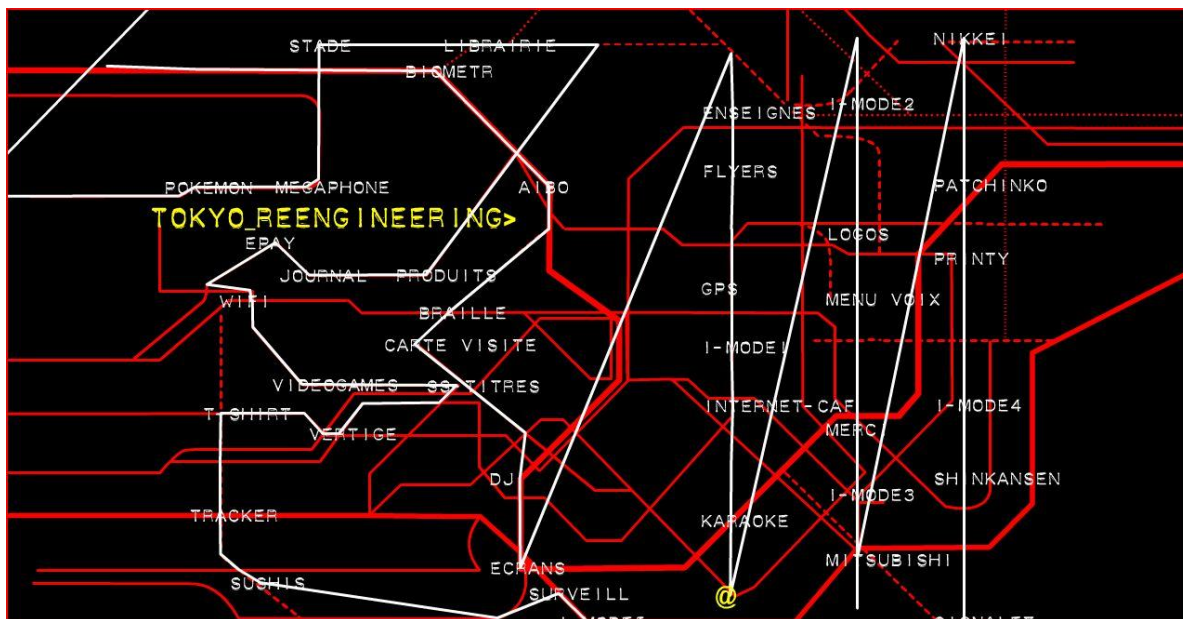 STADE
LIBRAIRIE
NIKKEI
BIOMETR
I-MODE2
ENSEIGNES
FLYERS
POKEMON
MEGAPHONE
AIBO
PATCHINKO
TOKYO_REENGINEERING>
LOGOS
EPAY
PRINTY
JOURNAL
PRODUITS
GPS
WIFI
MENU VOIX
BRAILLE
CARTE VISITE
I-MODE1
VIDEOGAMES
SS-TITRES
T-SHIRT
INTERNET-CAF
I-MODE4
VERTIGE
MERC
DJ
SHINKANSEN
I-MODE3
TRACKER
KARAOKE
ECRANS
MITSUBISHI
SUSHIS
SURVEILL
@